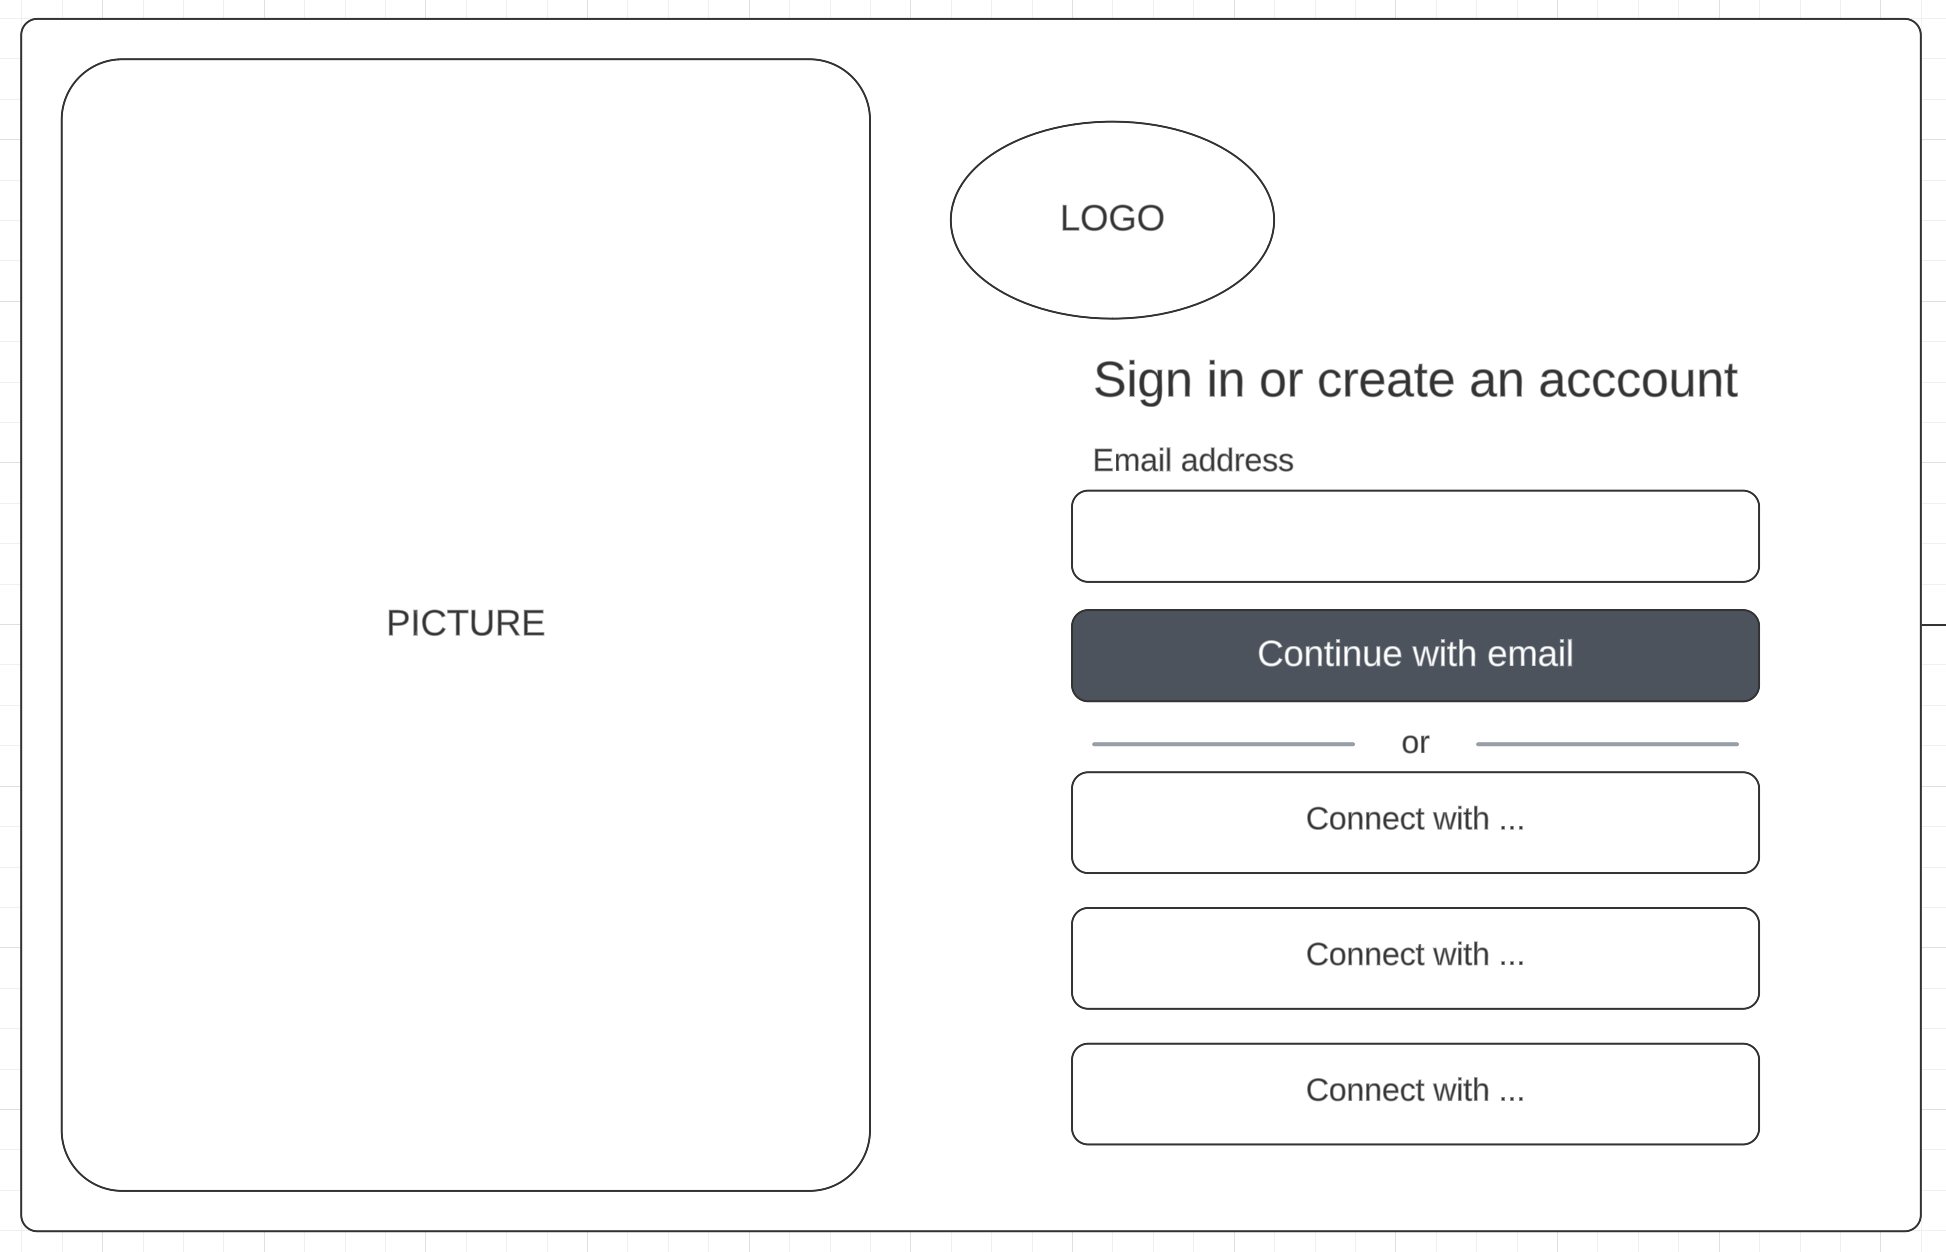 PICTURE
LOGO
Sign in or create an acccount
Email address
Continue with email
or
Connect with ...
Connect with ...
Connect with ...